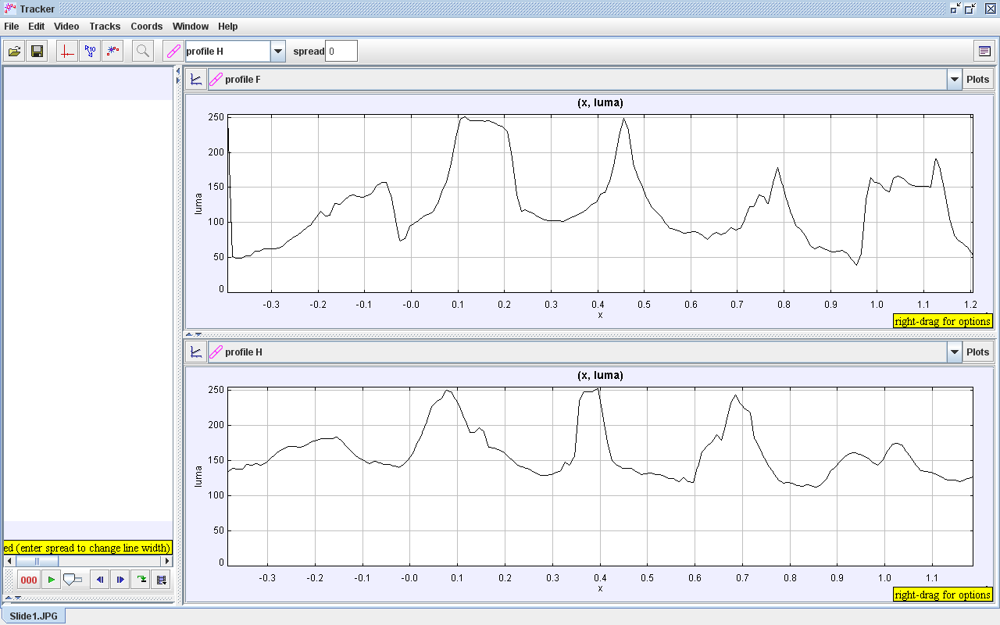 Tracker
File Edit Video Tracks Coords Window Help
10 profile H spread 0
profile F Plots
(x, luma)
250
200
150
100
50
0
luma
-0.3 -0.2 -0.1 -0.0 0.1 0.2 0.3 0.4 0.5 0.6 0.7 0.8 0.9 1.0 1.1 1.2
x
right-drag for options
profile H Plots
(x, luma)
250
200
150
100
50
0
luma
-0.3 -0.2 -0.1 -0.0 0.1 0.2 0.3 0.4 0.5 0.6 0.7 0.8 0.9 1.0 1.1
x
right-drag for options
ed (enter spread to change line width)
000
Slide1.JPG